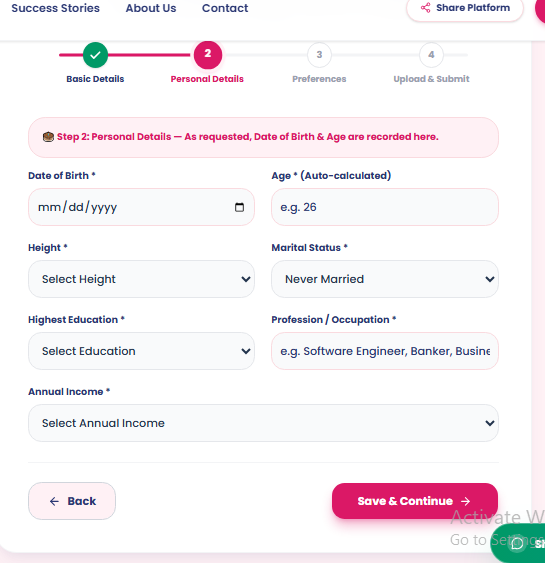 Success Stories About Us Contact Share Platform
2 3 4
Basic Details Personal Details Preferences Upload & Submit
Step 2: Personal Details — As requested, Date of Birth & Age are recorded here.
Date of Birth * Age * (Auto-calculated)
mm/dd/yyyy e.g. 26
Height * Marital Status *
Select Height Never Married
Highest Education * Profession / Occupation *
Select Education e.g. Software Engineer, Banker, Busine
Annual Income *
Select Annual Income
Back Save & Continue
Activate W
Go to Settings